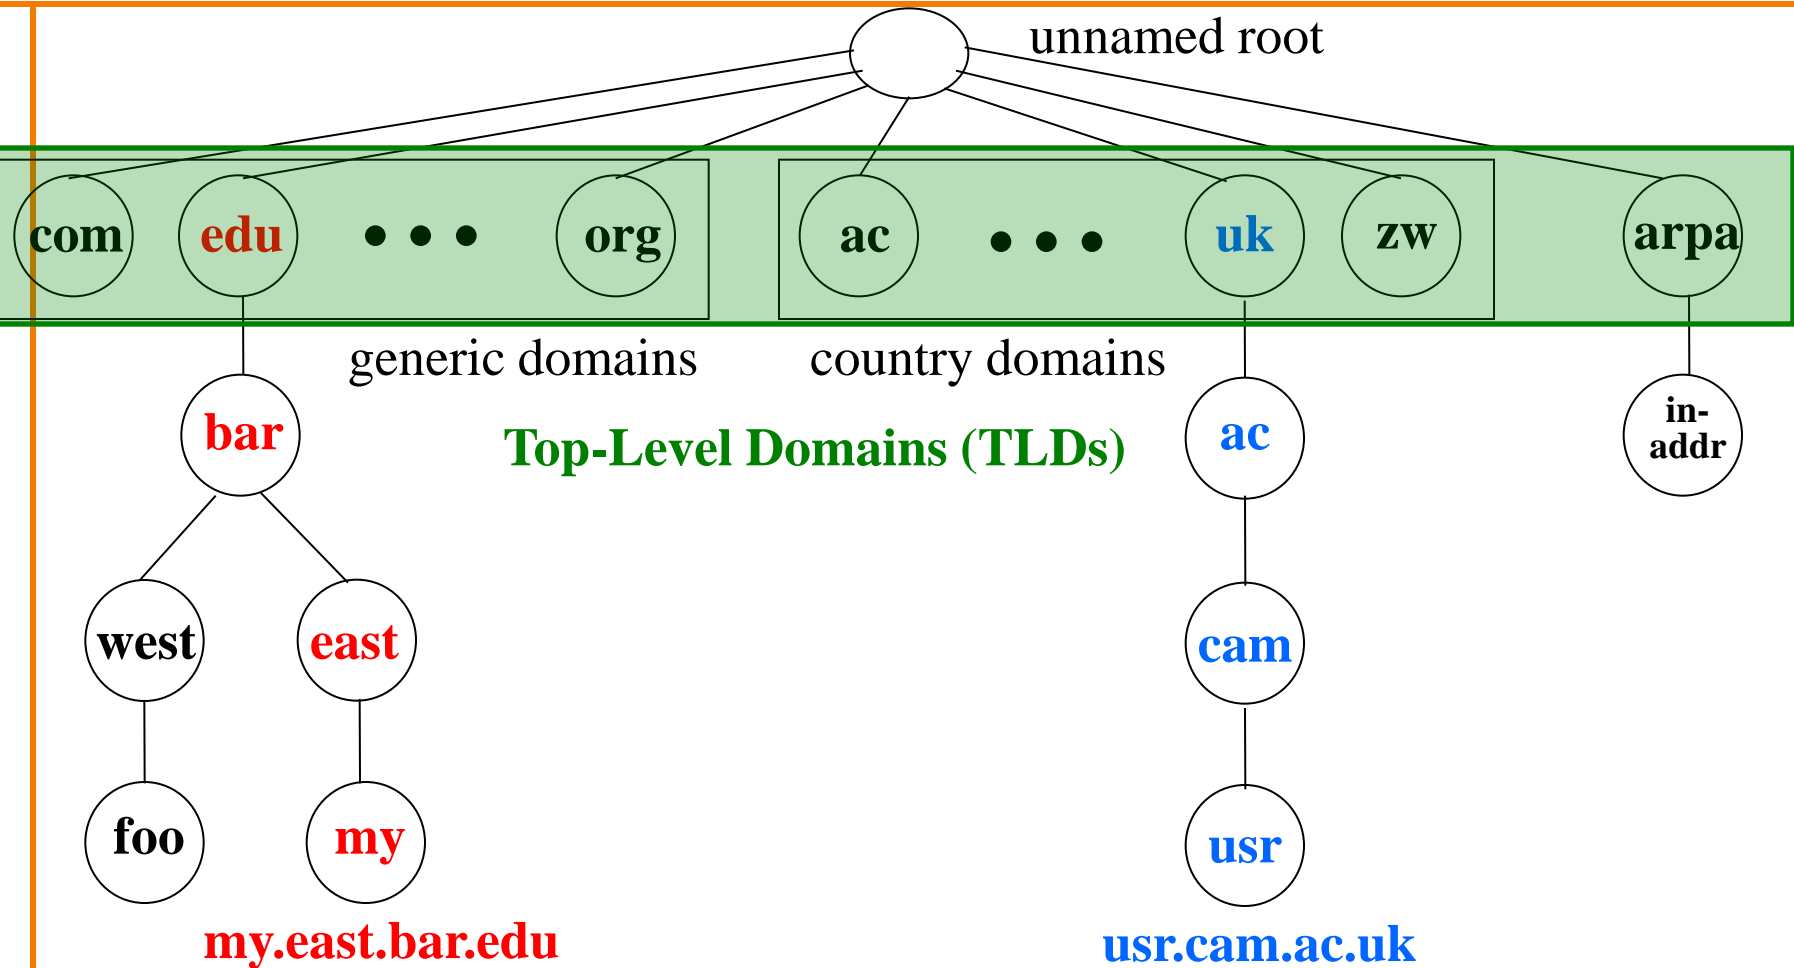 unnamed root
com edu • • • org ac • • • uk zw arpa
generic domains country domains
bar Top-Level Domains (TLDs) ac in-
addr
west east cam
foo my usr
my.east.bar.edu usr.cam.ac.uk